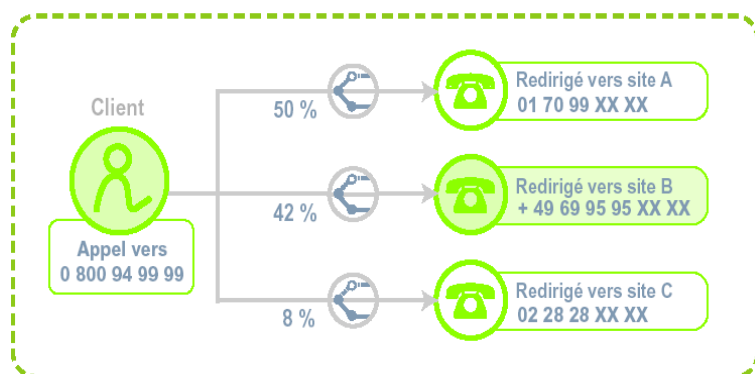 Client
Appel vers
0 800 94 99 99
50 %
Redirigé vers site A
01 70 99 XX XX
42 %
Redirigé vers site B
+ 49 69 95 95 XX XX
8 %
Redirigé vers site C
02 28 28 XX XX